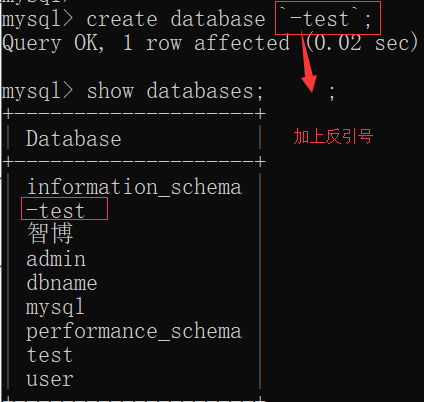 mysql> create database `-test`;
Query OK, 1 row affected (0.02 sec)
mysql> show databases; ;
加上反引号
+--------------------+
| Database |
+--------------------+
| information_schema |
| -test |
| 智博 |
| admin |
| dbname |
| mysql |
| performance_schema |
| test |
| user |
+--------------------+